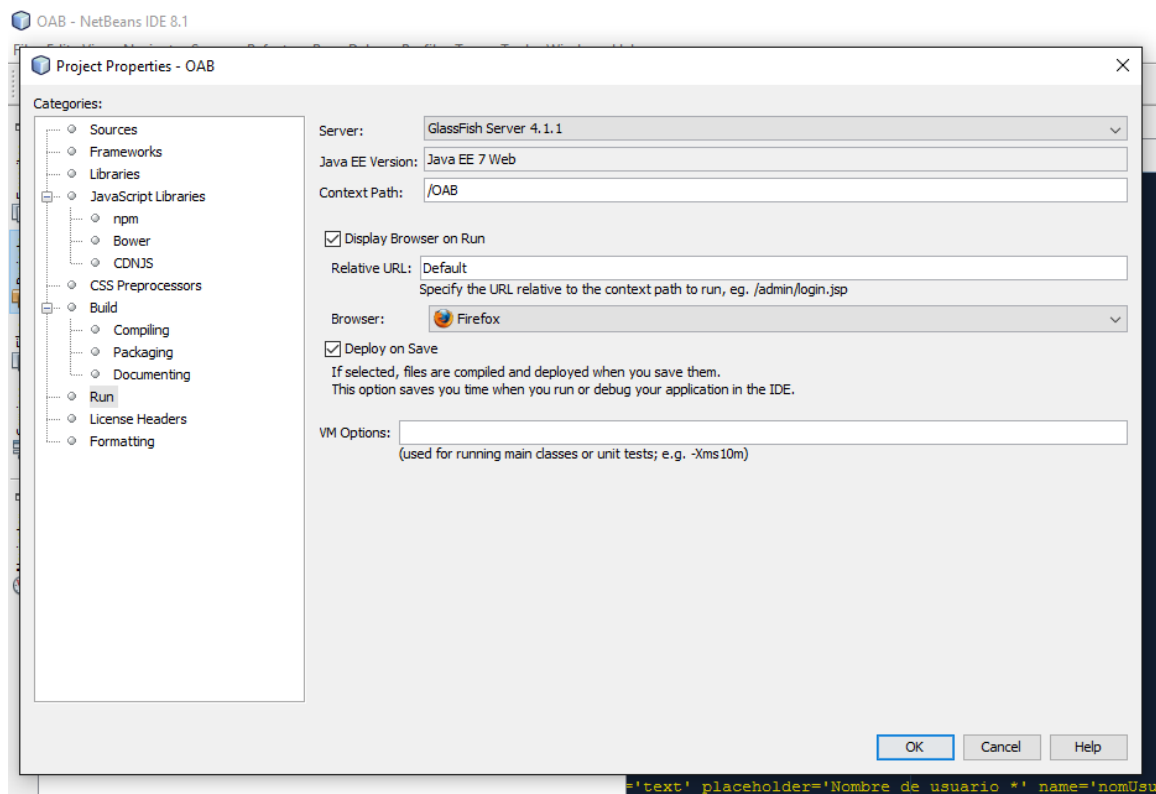 OAB - NetBeans IDE 8.1
Project Properties - OAB
Categories:
Sources
Frameworks
Libraries
JavaScript Libraries
npm
Bower
CDNJS
CSS Preprocessors
Build
Compiling
Packaging
Documenting
Run
License Headers
Formatting
Server: GlassFish Server 4.1.1
Java EE Version: Java EE 7 Web
Context Path: /OAB
Display Browser on Run
Relative URL: Default
Specify the URL relative to the context path to run, eg. /admin/login.jsp
Browser: Firefox
Deploy on Save
If selected, files are compiled and deployed when you save them.
This option saves you time when you run or debug your application in the IDE.
VM Options:
(used for running main classes or unit tests; e.g. -Xms10m)
OK Cancel Help
='text' placeholder='Nombre de usuario *' name='nomUsu